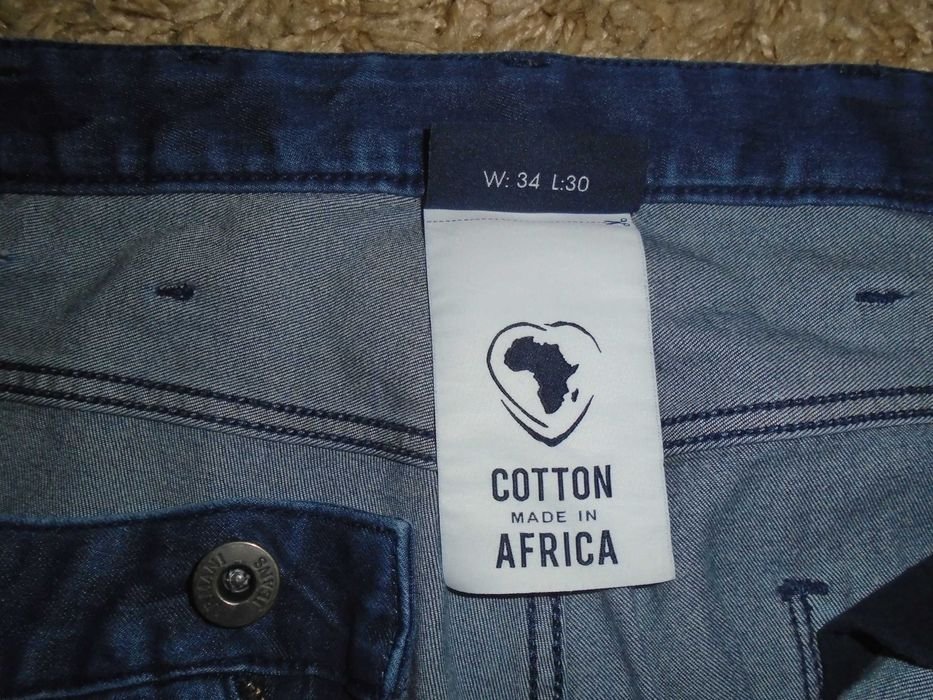 W: 34 L:30
COTTON
MADE IN
AFRICA